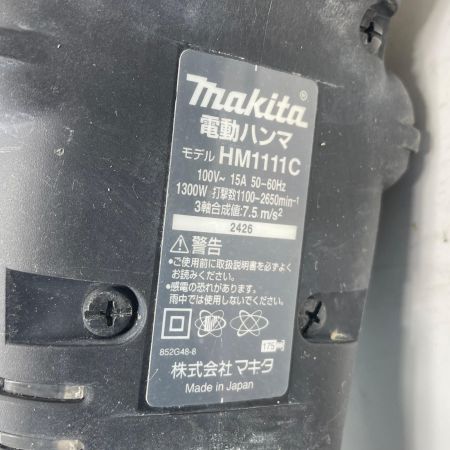 makita®
電動ハンマ
モデル HM1111C
100V~ 15A 50-60Hz
1300W 打撃数1100-2650min⁻¹
3軸合成値:7.5 m/s²
2426
⚠警告
●ご使用前に取扱説明書を必ずよく
お読みください。
●感電の恐れがあります。
雨中では使用しないでください。
175
852G48-8
株式会社 マキタ
Made in Japan